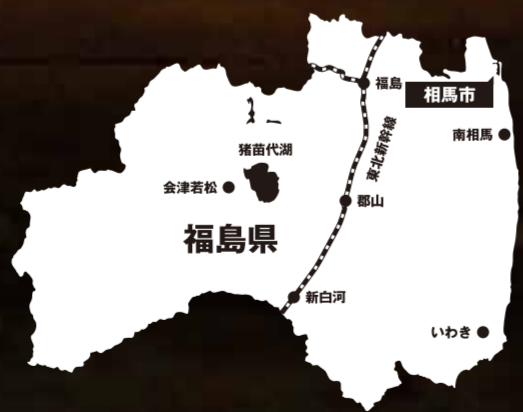 福島
相馬市
南相馬
東北新幹線
猪苗代湖
会津若松
郡山
福島県
新白河
いわき